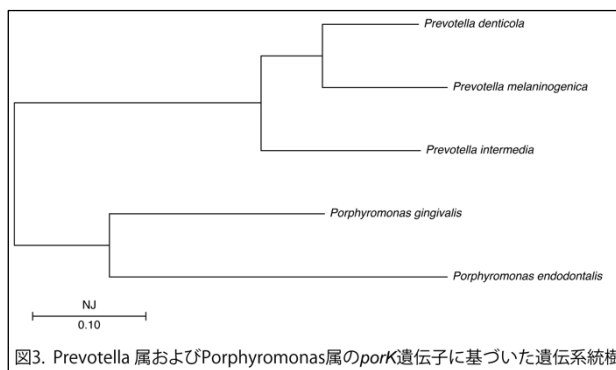 Prevotella denticola
Prevotella melaninogenica
Prevotella intermedia
Porphyromonas gingivalis
Porphyromonas endodontalis
NJ
0.10
図3. Prevotella 属およびPorphyromonas属のporK遺伝子に基づいた遺伝系統樹